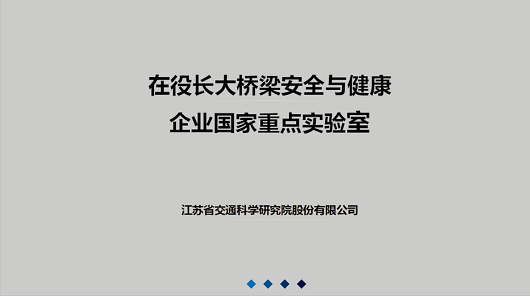 在役长大桥梁安全与健康
企业国家重点实验室
江苏省交通科学研究院股份有限公司